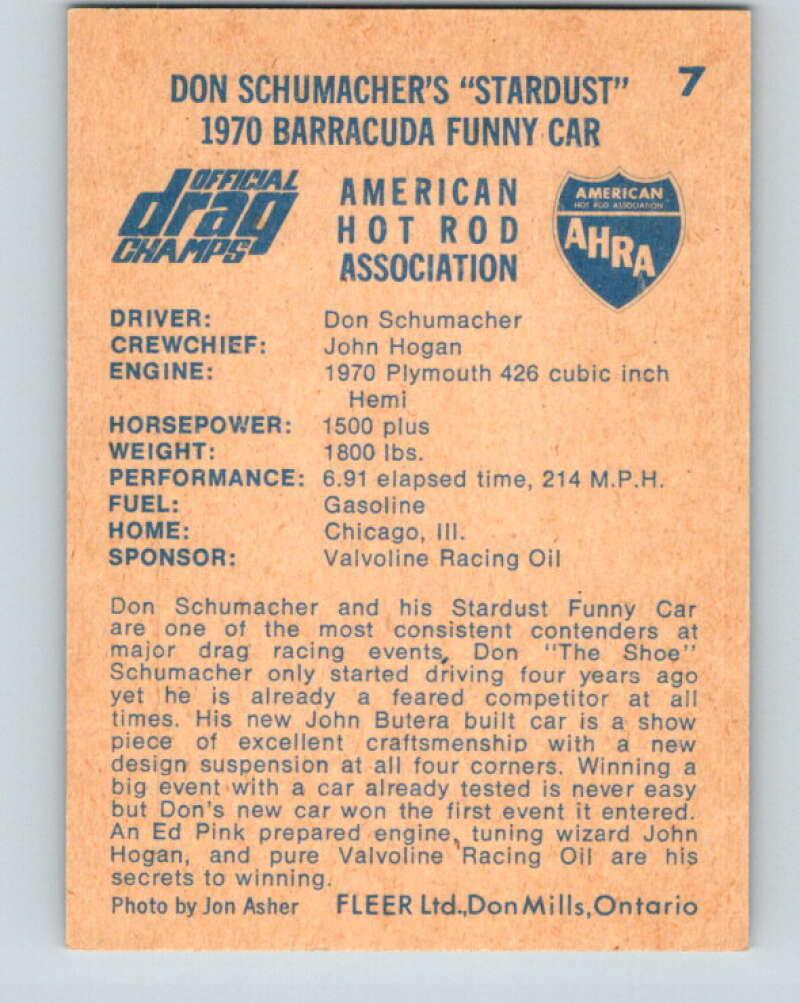 7
DON SCHUMACHER'S "STARDUST"
1970 BARRACUDA FUNNY CAR
OFFICIAL
drag
CHAMPS
AMERICAN
HOT ROD
ASSOCIATION
AMERICAN
HOT ROD ASSOCIATION
AHRA
DRIVER: Don Schumacher
CREWCHIEF: John Hogan
ENGINE: 1970 Plymouth 426 cubic inch
Hemi
HORSEPOWER: 1500 plus
WEIGHT: 1800 lbs.
PERFORMANCE: 6.91 elapsed time, 214 M.P.H.
FUEL: Gasoline
HOME: Chicago, Ill.
SPONSOR: Valvoline Racing Oil
Don Schumacher and his Stardust Funny Car
are one of the most consistent contenders at
major drag racing events, Don "The Shoe"
Schumacher only started driving four years ago
yet he is already a feared competitor at all
times. His new John Butera built car is a show
piece of excellent craftsmenship with a new
design suspension at all four corners. Winning a
big event with a car already tested is never easy
but Don's new car won the first event it entered.
An Ed Pink prepared engine, tuning wizard John
Hogan, and pure Valvoline Racing Oil are his
secrets to winning.
Photo by Jon Asher FLEER Ltd., Don Mills, Ontario